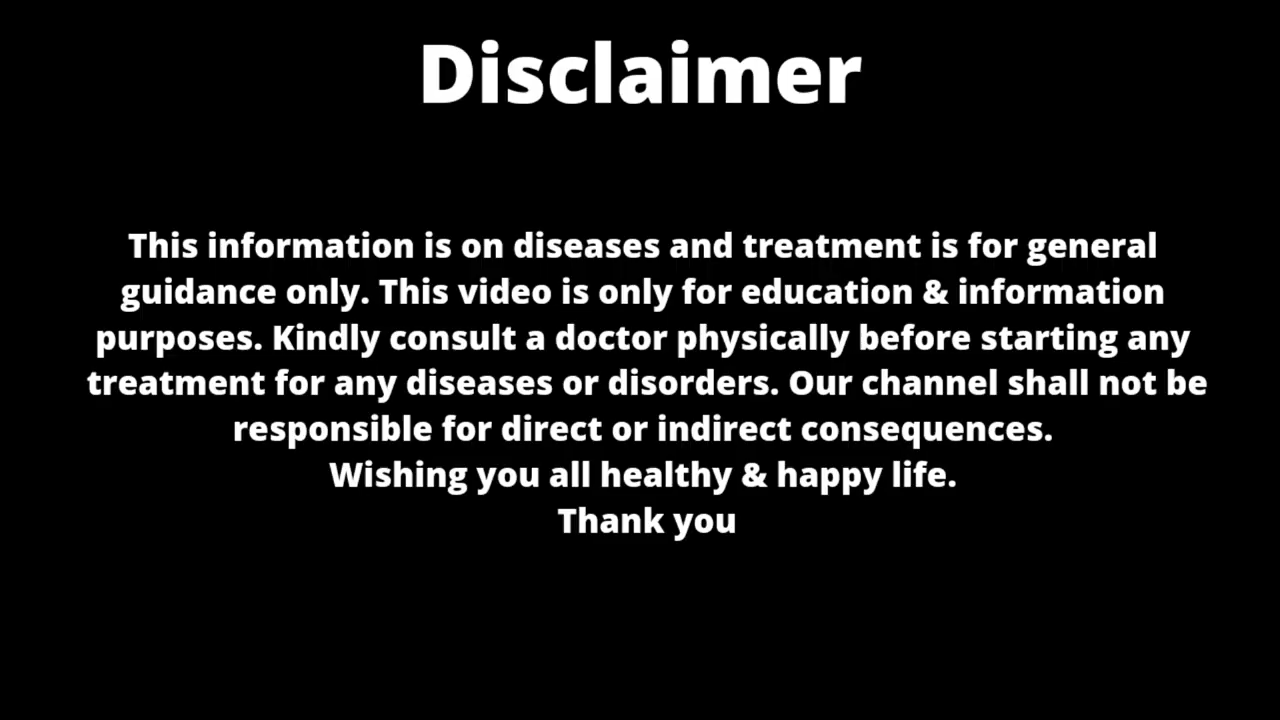 Disclaimer
This information is on diseases and treatment is for general
guidance only. This video is only for education & information
purposes. Kindly consult a doctor physically before starting any
treatment for any diseases or disorders. Our channel shall not be
responsible for direct or indirect consequences.
Wishing you all healthy & happy life.
Thank you